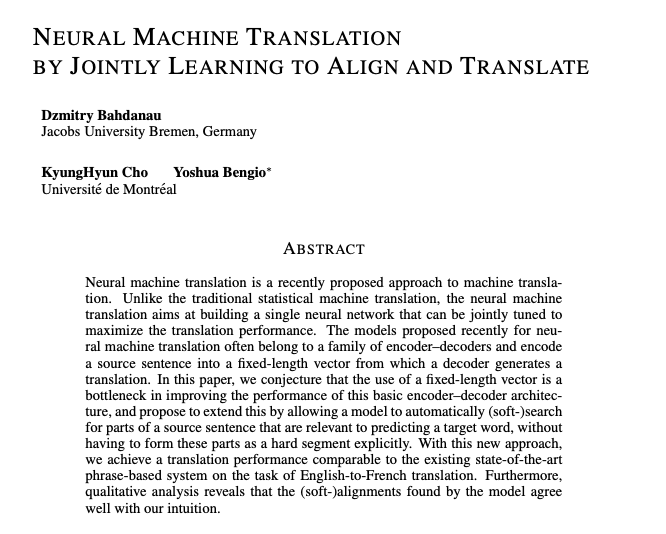 NEURAL MACHINE TRANSLATION
BY JOINTLY LEARNING TO ALIGN AND TRANSLATE
Dzmitry Bahdanau
Jacobs University Bremen, Germany
KyungHyun Cho Yoshua Bengio*
Université de Montréal
ABSTRACT
Neural machine translation is a recently proposed approach to machine transla-
tion. Unlike the traditional statistical machine translation, the neural machine
translation aims at building a single neural network that can be jointly tuned to
maximize the translation performance. The models proposed recently for neu-
ral machine translation often belong to a family of encoder–decoders and encode
a source sentence into a fixed-length vector from which a decoder generates a
translation. In this paper, we conjecture that the use of a fixed-length vector is a
bottleneck in improving the performance of this basic encoder–decoder architec-
ture, and propose to extend this by allowing a model to automatically (soft-)search
for parts of a source sentence that are relevant to predicting a target word, without
having to form these parts as a hard segment explicitly. With this new approach,
we achieve a translation performance comparable to the existing state-of-the-art
phrase-based system on the task of English-to-French translation. Furthermore,
qualitative analysis reveals that the (soft-)alignments found by the model agree
well with our intuition.